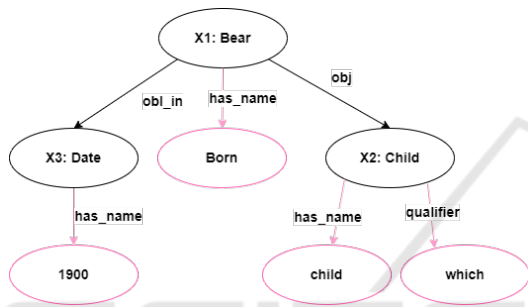 X1: Bear
obl_in
has_name
obj
X3: Date
Born
X2: Child
has_name
has_name
qualifier
1900
child
which